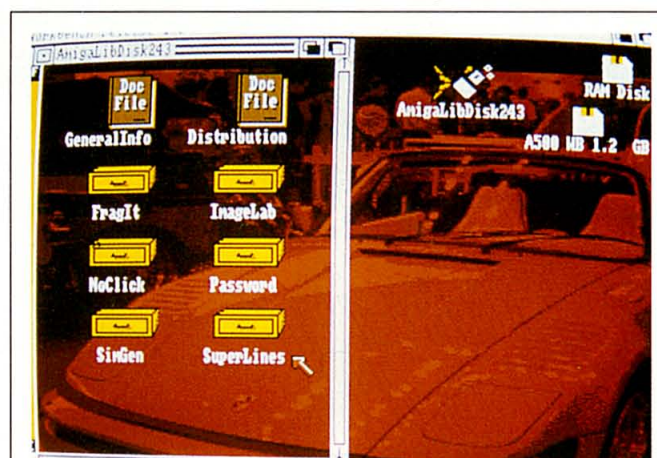 AmigaLibDisk243
Doc File
GeneralInfo
Doc File
Distribution
FragIt
ImageLab
NoClick
Password
SimGen
SuperLines
AmigaLibDisk243
RAM Disk
A500 WB 1.2 GB